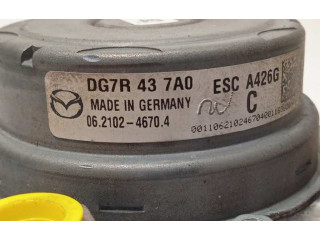 DG7R 43 7A0 ESC A426G
MADE IN GERMANY C
06.2102-4670.4